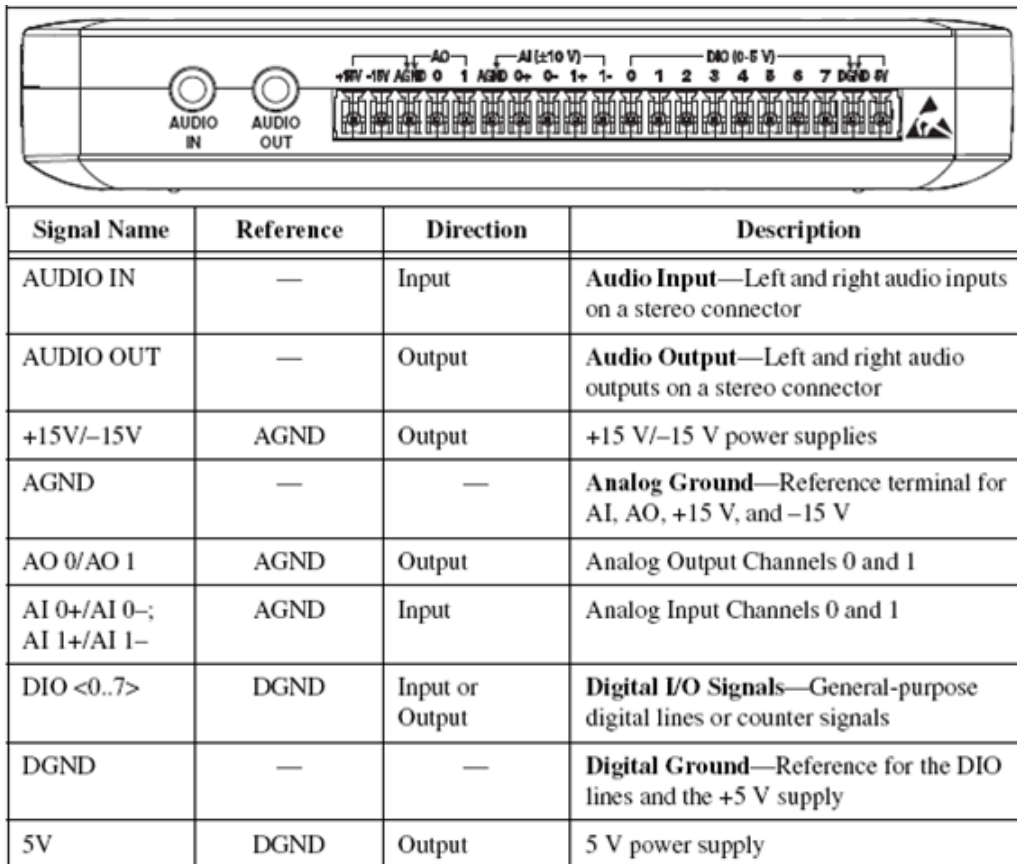 AO AI (±10 V) DIO (0-5 V)
+15V -15V AGND 0 1 AGND 0+ 0- 1+ 1- 0 1 2 3 4 5 6 7 DGND 5V
AUDIO IN
AUDIO OUT
Signal Name Reference Direction Description
AUDIO IN — Input Audio Input—Left and right audio inputs
on a stereo connector
AUDIO OUT — Output Audio Output—Left and right audio
outputs on a stereo connector
+15V/–15V AGND Output +15 V/–15 V power supplies
AGND — — Analog Ground—Reference terminal for
AI, AO, +15 V, and –15 V
AO 0/AO 1 AGND Output Analog Output Channels 0 and 1
AI 0+/AI 0–; AGND Input Analog Input Channels 0 and 1
AI 1+/AI 1–
DIO <0..7> DGND Input or Digital I/O Signals—General-purpose
Output digital lines or counter signals
DGND — — Digital Ground—Reference for the DIO
lines and the +5 V supply
5V DGND Output 5 V power supply